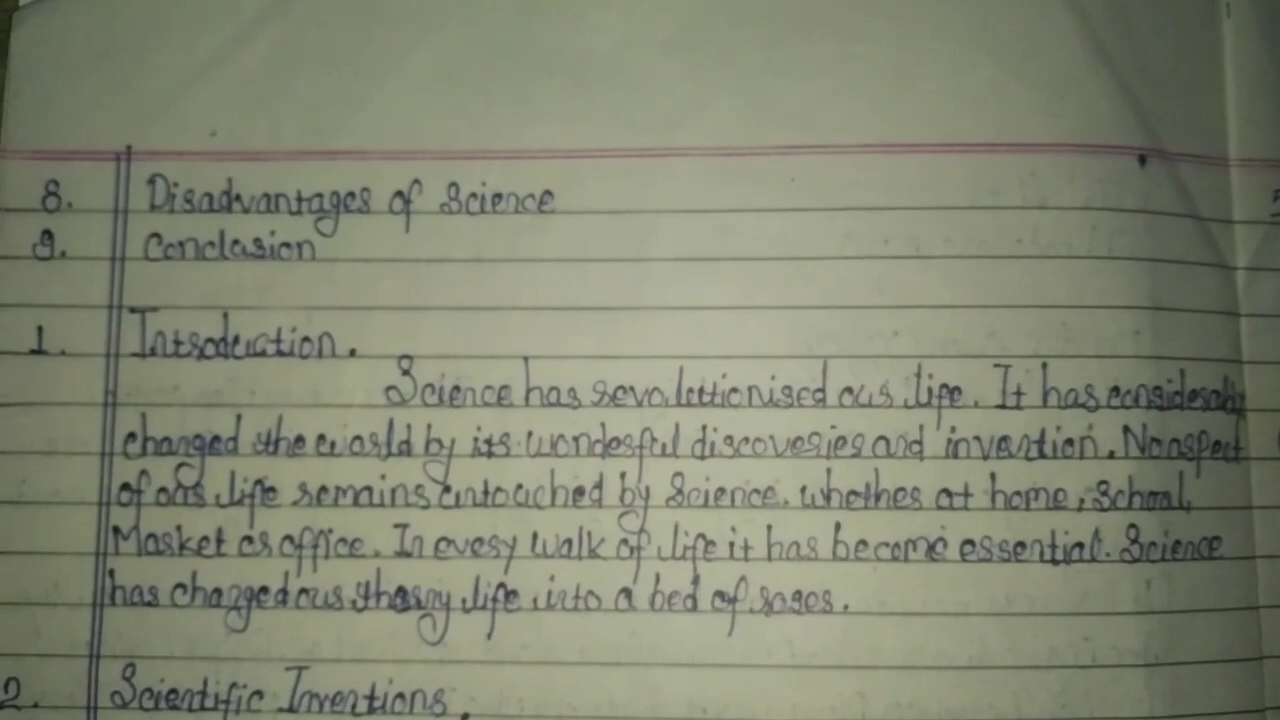 8. Disadvantages of Science
9. Conclusion
1. Introduction.
Science has revolutionised our life. It has considerably
changed the world by its wonderful discoveries and invention. No aspect
of our life remains untouched by Science. whether at home, School,
Market or office. In every walk of life it has become essential. Science
has changed our thorny life into a bed of roses.
2. Scientific Inventions.